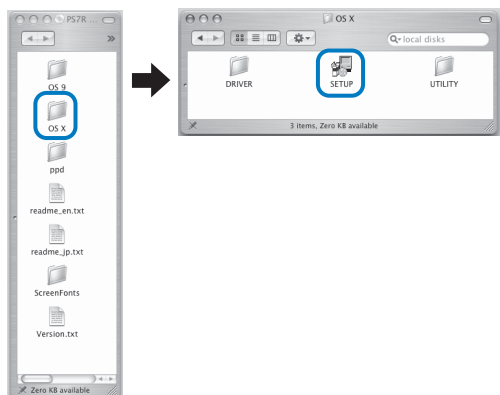 PS7R ...
OS 9
OS X
ppd
readme_en.txt
readme_jp.txt
ScreenFonts
Version.txt
Zero KB available
OS X
local disks
DRIVER
SETUP
UTILITY
3 items, Zero KB available